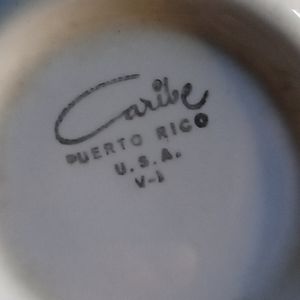 Caribe
PUERTO RICO
U.S.A.
V-1